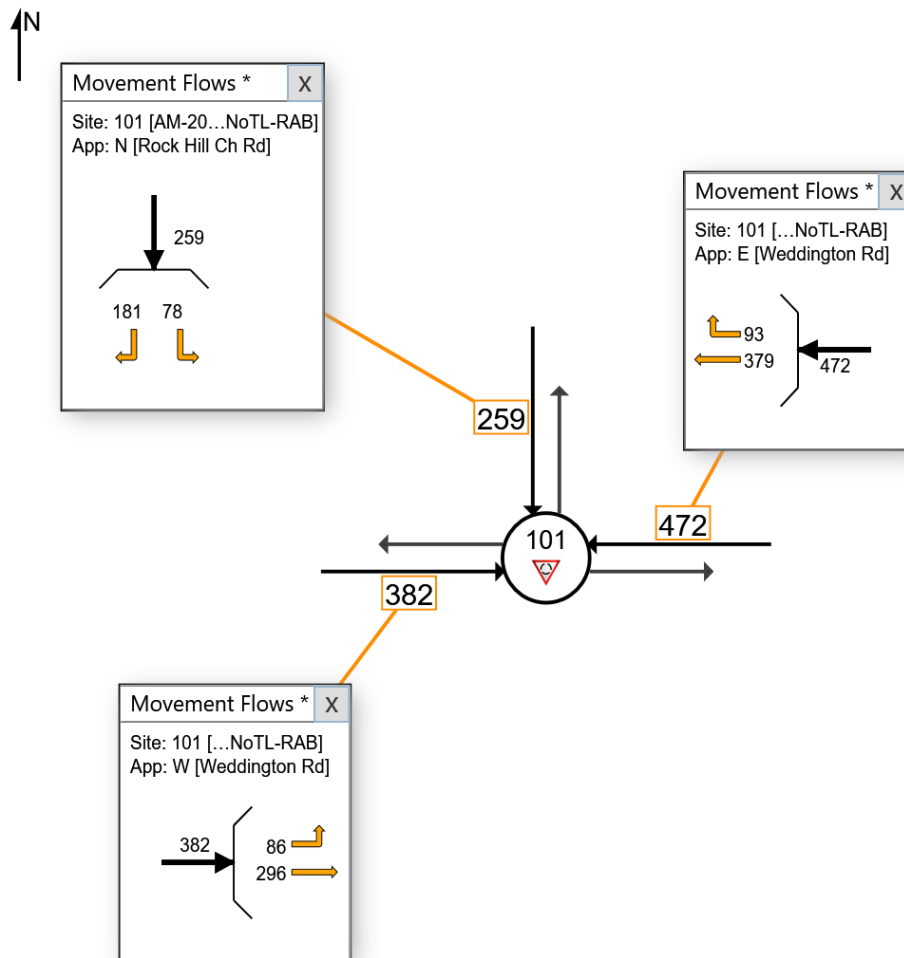 N
Movement Flows * X
Site: 101 [AM-20...NoTL-RAB]
App: N [Rock Hill Ch Rd]
259
181 78
Movement Flows * X
Site: 101 [...NoTL-RAB]
App: E [Weddington Rd]
93
379
472
259
472
101
382
Movement Flows * X
Site: 101 [...NoTL-RAB]
App: W [Weddington Rd]
382
86
296